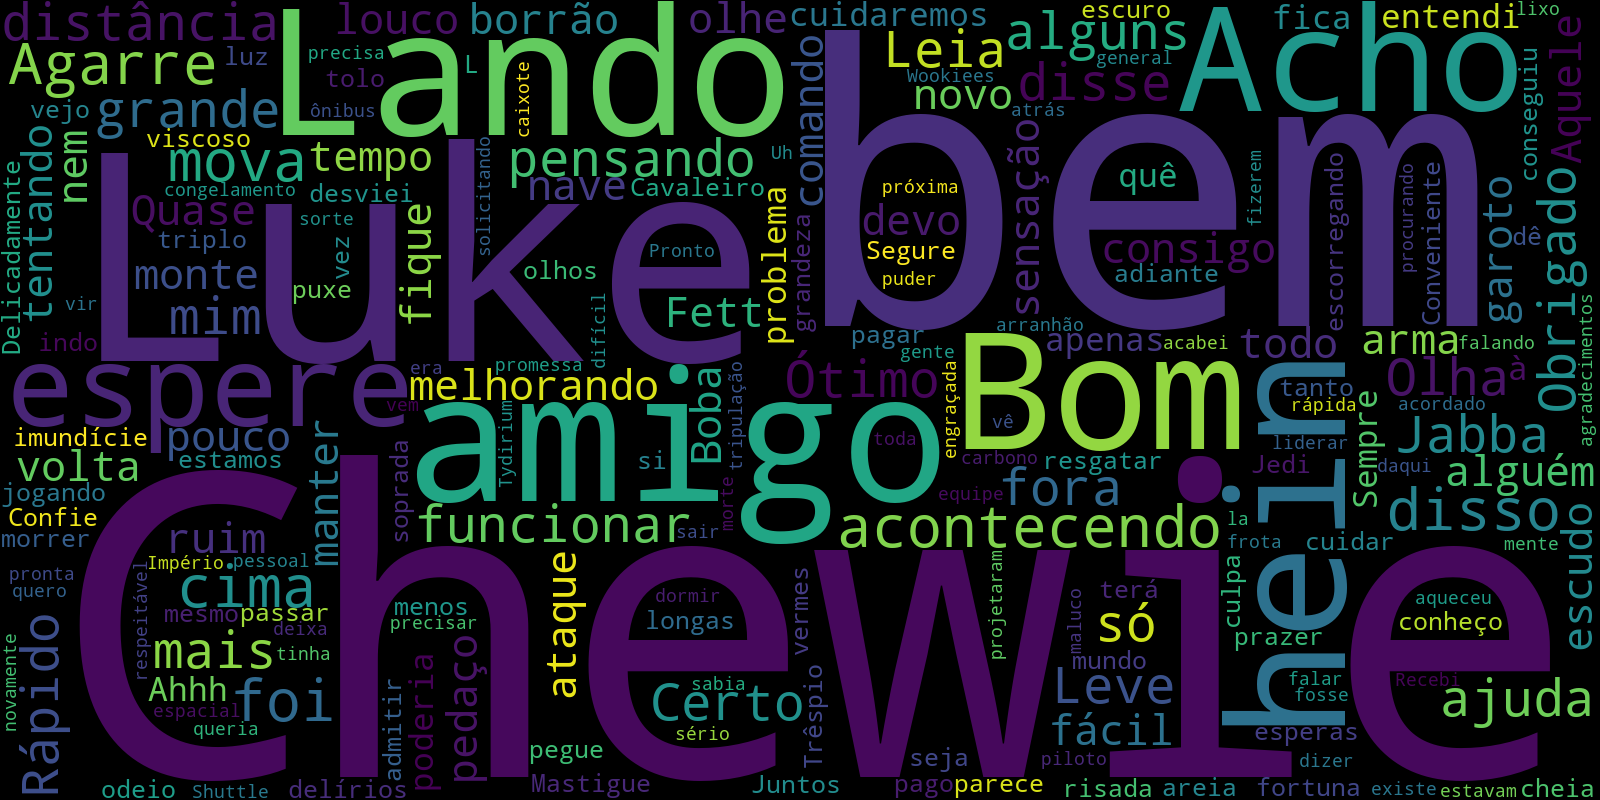 distância
louco
borrão
olhe
cuidaremos
escuro
fica
entendi
lixo
Agarre
luz
precisa
tolo
L
Lando
Leia
alguns
general
Acho
Aquele
vejo
grande
ônibus
caixote
comando
Wookiees
novo
disse
atrás
conseguiu
viscoso
nem
tentando
Delicadamente
mova
tempo
pensando
Uh
bem
quê
fizerem
congelamento
desviei
solicitando
nave
Cavaleiro
próxima
sensação
escorregando
procurando
Conveniente
garoto
dê
Obrigado
Quase
sorte
triplo
vez
fique
Luke
Pronto
problema
grandeza
devo
Segure
puder
consigo
adiante
monte
puxe
olhos
vir
mim
difícil
Fett
indo
pagar
arranhão
gente
apenas
acabei
todo
arma
falando
agradecimentos
espere
era
promessa
melhorando
vem
Boba
tripulação
Ótimo
engraçada
Bom
vê
hein
tanto
rápida
Olha
à
acordado
Sempre
imundície
pouco
amigo
toda
liderar
Jabba
volta
estamos
manter
soprada
Tydirium
si
morte
carbono
resgatar
Jedi
daqui
alguém
jogando
Confie
morrer
equipe
fora
disso
escudo
ruim
funcionar
sair
acontecendo
la
frota
cuidar
mente
Império
pessoal
pronta
quero
cima
respeitável
mesmo
passar
deixa
menos
precisar
ataque
dormir
longas
vermes
projetaram
terá
só
maluco
culpa
prazer
aqueceu
conheço
Rápido
novamente
mais
tinha
Ahhh
foi
espacial
queria
Chewie
admitir
poderia
pedaço
sabia
Certo
sério
Trêspio
mundo
Leve
fácil
falar
fosse
Recebi
ajuda
pegue
seja
piloto
esperas
dizer
odeio
Shuttle
delírios
Mastigue
Juntos
pago
parece
risada
areia
fortuna
existe
estavam
cheia